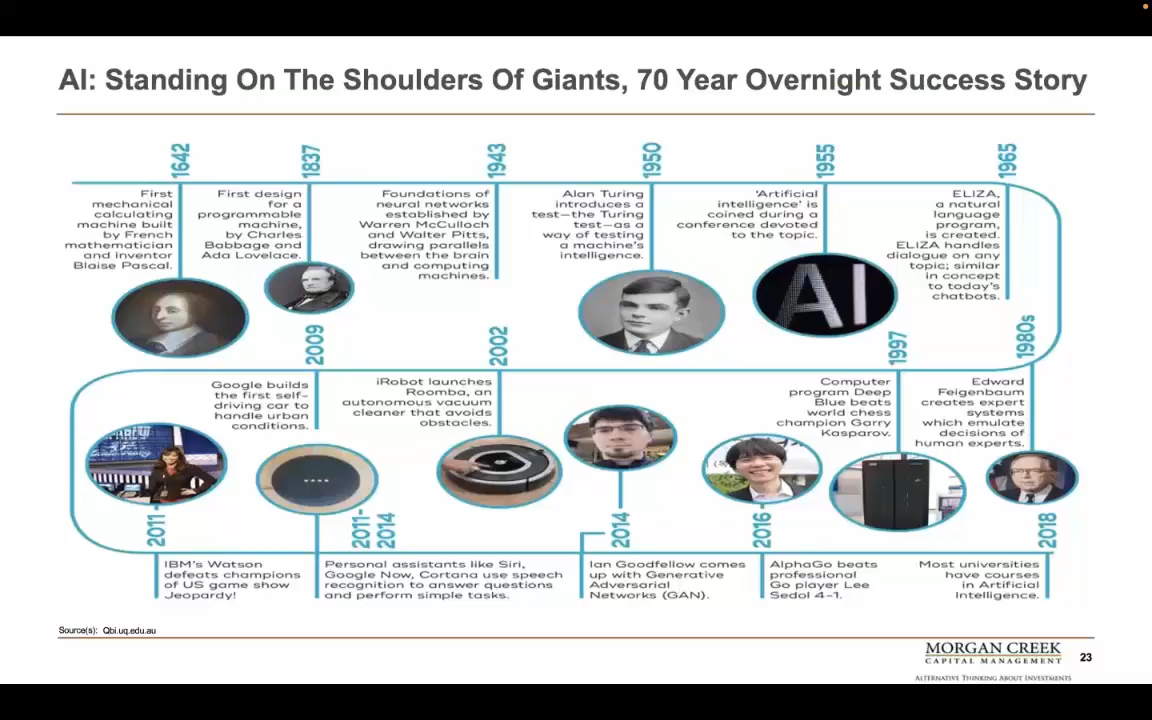 AI: Standing On The Shoulders Of Giants, 70 Year Overnight Success Story
1642
First
mechanical
calculating
machine built
by French
mathematician
and Inventor
Blaise Pascal.
1837
First design
for a
programmable
machine,
by Charles
Babbage and
Ada Lovelace.
1943
Foundations of
neural networks
established by
Warren McCulloch
and Walter Pitts,
drawing parallels
between the brain
and computing
machines.
1950
Alan Turing
introduces a
test—the Turing
test—as a
way of testing
a machine's
intelligence.
1955
'Artificial
intelligence' is
coined during a
conference devoted
to the topic.
AI
1965
ELIZA,
a natural
language
program,
is created.
ELIZA handles
dialogue on any
topic; similar
in concept
to today's
chatbots.
1980s
Edward
Feigenbaum
creates expert
systems
which emulate
decisions of
human experts.
1997
Computer
program Deep
Blue beats
world chess
champion Garry
Kasparov.
2002
iRobot launches
Roomba, an
autonomous vacuum
cleaner that avoids
obstacles.
2009
Google builds
the first self-
driving car to
handle urban
conditions.
2011-
IBM's Watson
defeats champions
of US game show
Jeopardy!
2011-
2014
Personal assistants like Siri,
Google Now, Cortana use speech
recognition to answer questions
and perform simple tasks.
2014
Ian Goodfellow comes
up with Generative
Adversarial
Networks (GAN).
2016-
AlphaGo beats
professional
Go player Lee
Sedol 4-1.
2018
Most universities
have courses
in Artificial
Intelligence.
Source(s): Qbi.uq.edu.au
MORGAN CREEK
CAPITAL MANAGEMENT
ALTERNATIVE THINKING ABOUT INVESTMENTS
23